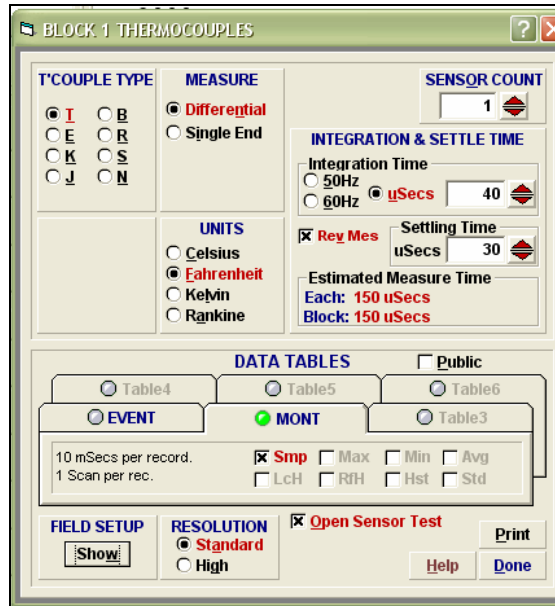 BLOCK 1 THERMOCOUPLES
T'COUPLE TYPE
T B
E R
K S
J N
MEASURE
Differential
Single End
SENSOR COUNT
1
INTEGRATION & SETTLE TIME
Integration Time
50Hz
60Hz
uSecs 40
Rev Mes
Settling Time
uSecs 30
Estimated Measure Time
Each: 150 uSecs
Block: 150 uSecs
UNITS
Celsius
Fahrenheit
Kelvin
Rankine
DATA TABLES Public
Table4 Table5 Table6
EVENT MONT Table3
10 mSecs per record.
1 Scan per rec.
Smp Max Min Avg
LcH RfH Hst Std
FIELD SETUP
Show
RESOLUTION
Standard
High
Open Sensor Test
Print
Help Done